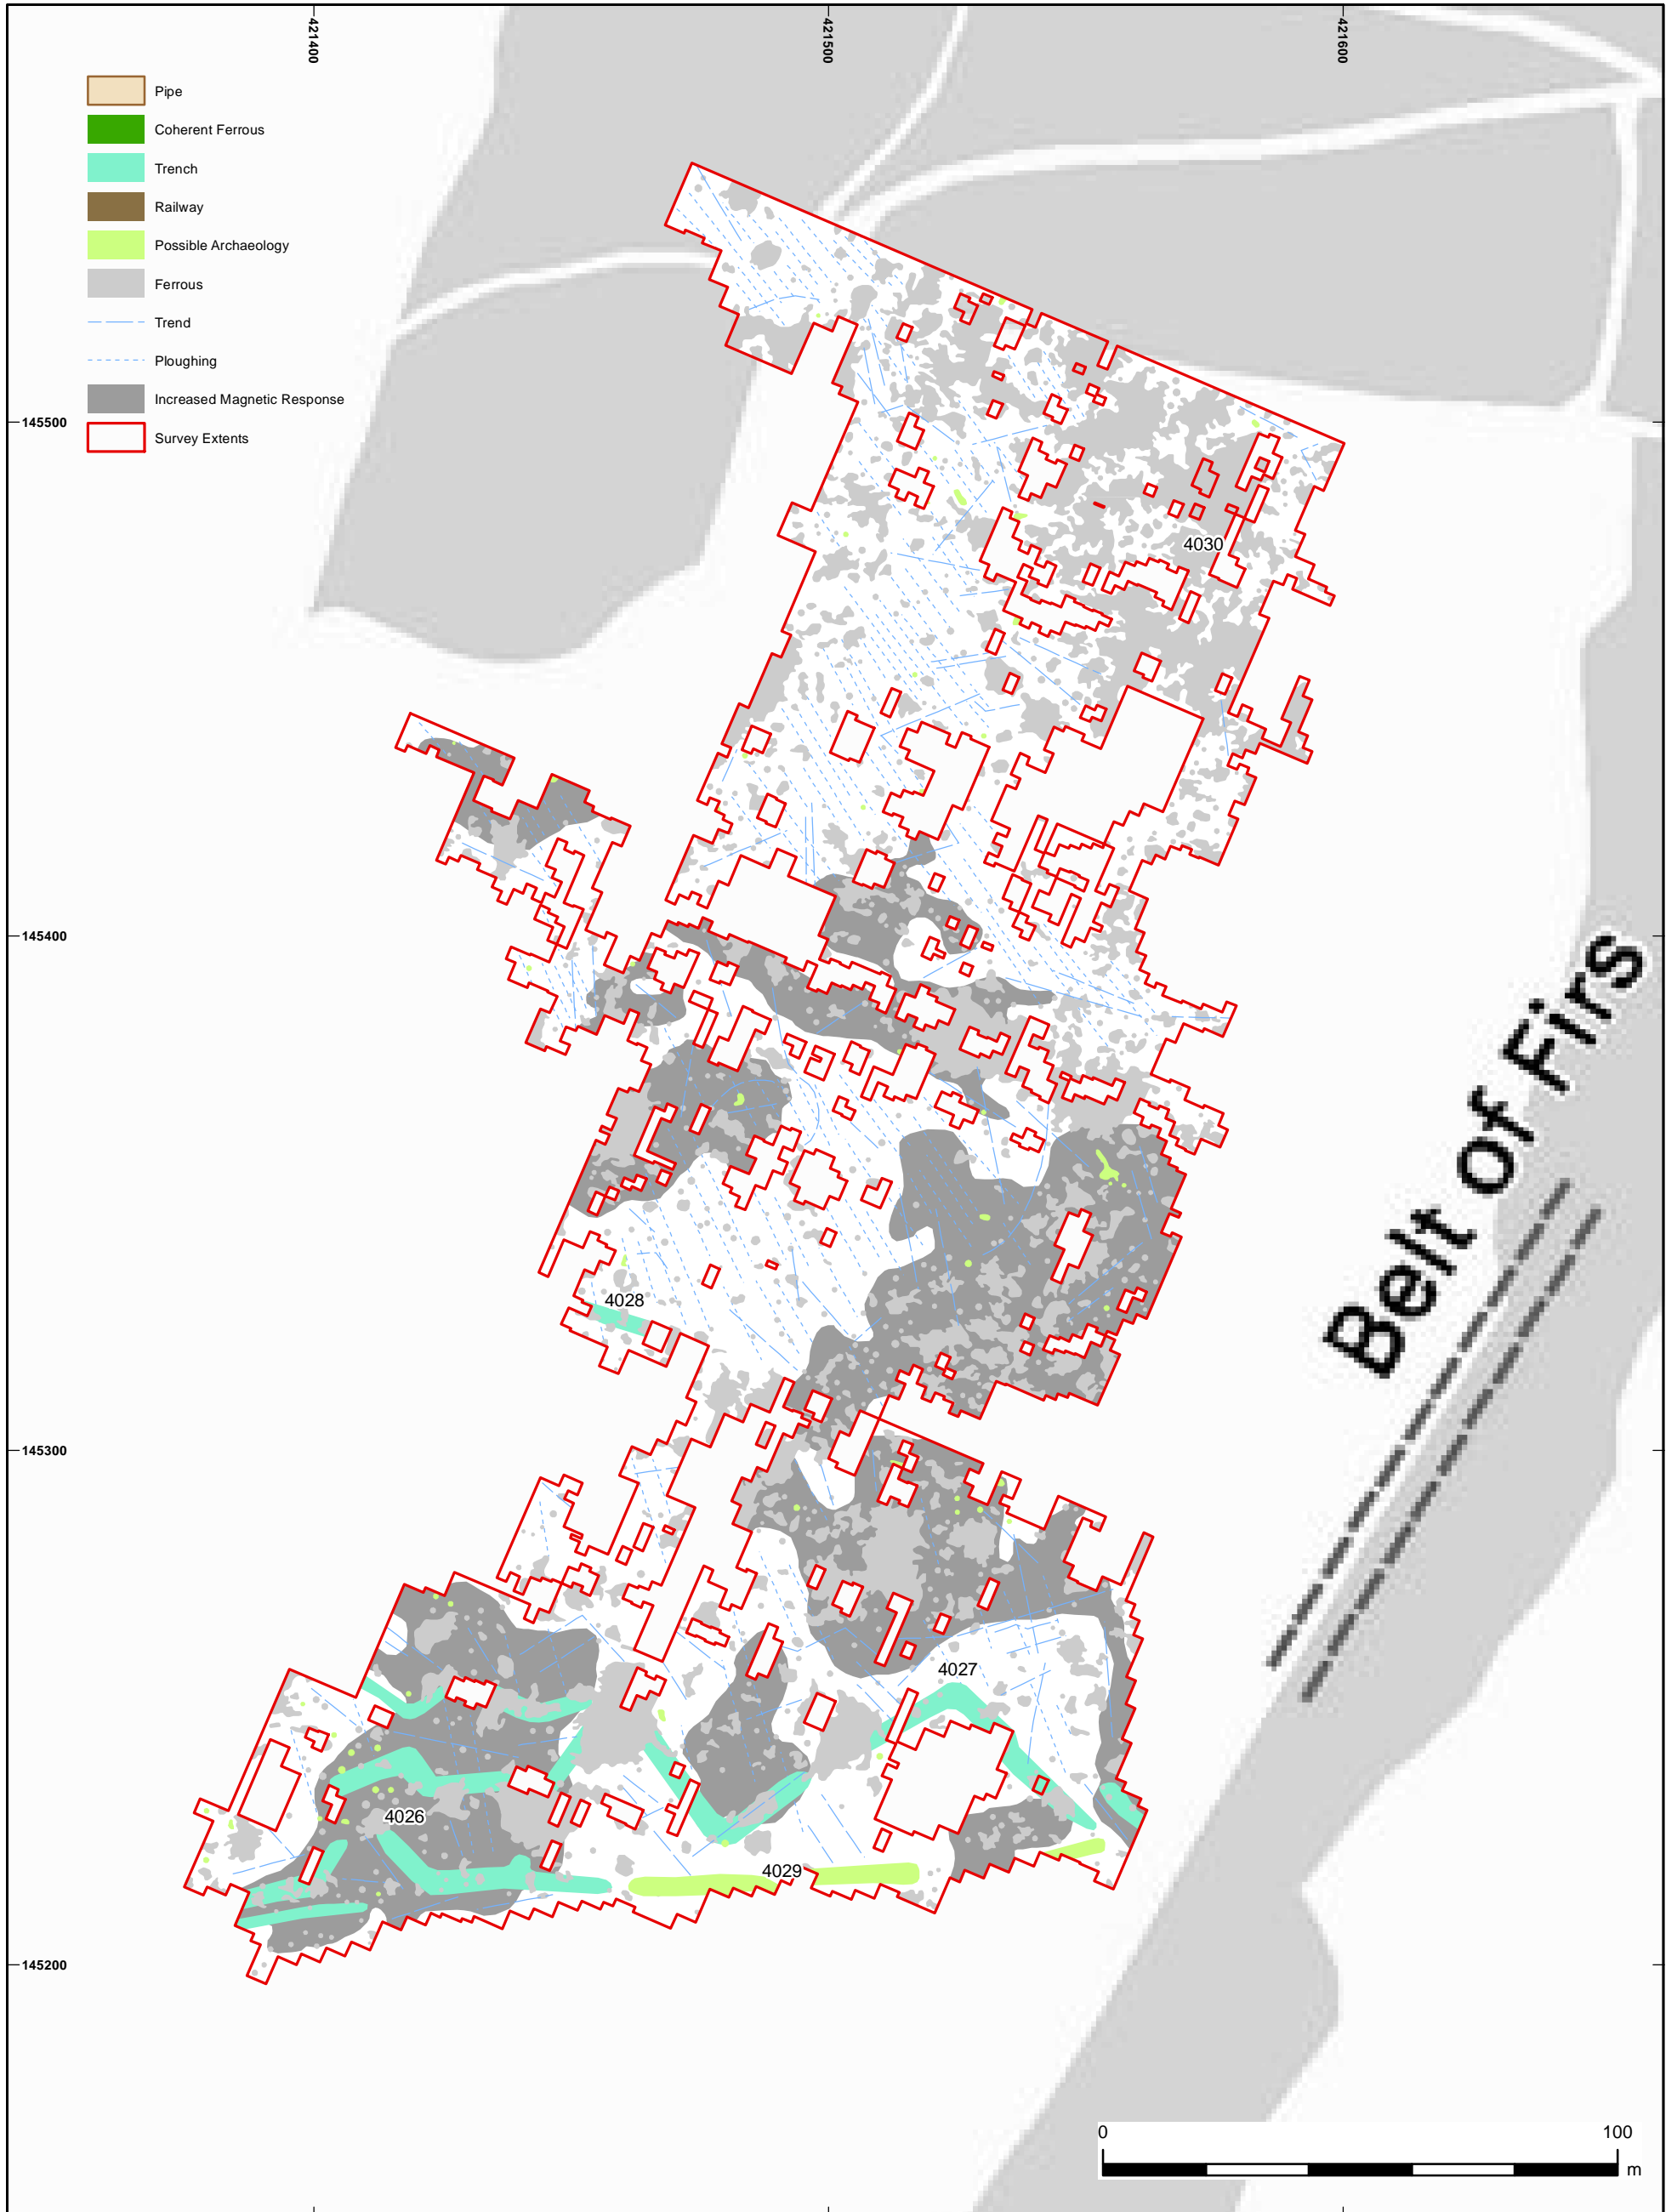 421400
421500
421600
Pipe
Coherent Ferrous
Trench
Railway
Possible Archaeology
Ferrous
Trend
Ploughing
Increased Magnetic Response
Survey Extents
145500
4030
145400
Belt of Firs
4028
145300
4027
4026
4029
145200
0 100
m